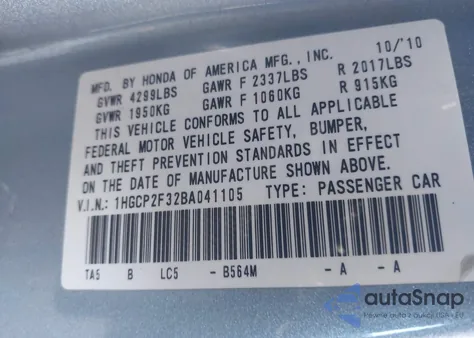 MFD. BY HONDA OF AMERICA MFG., INC. 10/'10
GVWR 4299LBS GAWR F 2337LBS R 2017LBS
GVWR 1950KG GAWR F 1060KG R 915KG
THIS VEHICLE CONFORMS TO ALL APPLICABLE
FEDERAL MOTOR VEHICLE SAFETY, BUMPER,
AND THEFT PREVENTION STANDARDS IN EFFECT
ON THE DATE OF MANUFACTURE SHOWN ABOVE.
V.I.N.: 1HGCP2F32BA041105 TYPE: PASSENGER CAR
TA5 B LC5 - B564M - A - A
autoSnap